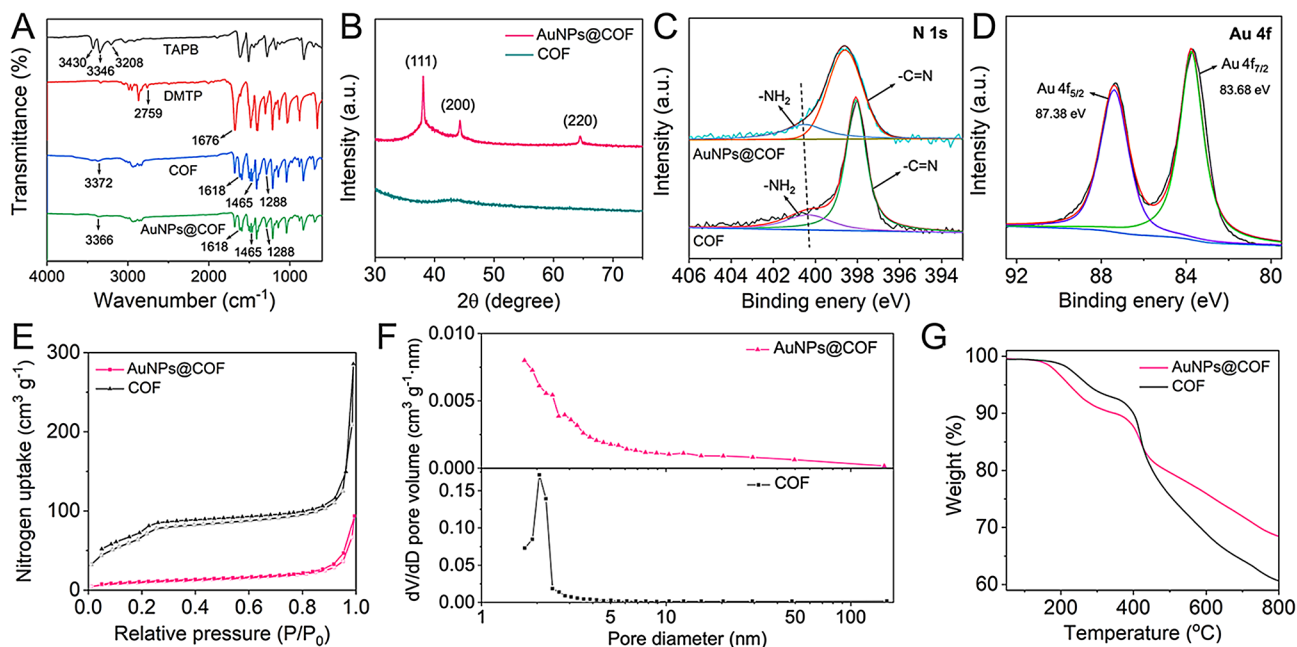 A
TAPB
3430
3346
3208
DMTP
2759
1676
COF
3372
1618
1465
1288
AuNPs@COF
3366
1618
1465
1288
Transmittance (%)
4000 3000 2000 1000
Wavenumber (cm⁻¹)
B
AuNPs@COF
COF
(111)
(200)
(220)
Intensity (a.u.)
30 40 50 60 70
2θ (degree)
C
N 1s
-C=N
-NH₂
AuNPs@COF
-C=N
-NH₂
COF
Intensity (a.u.)
406 404 402 400 398 396 394
Binding enery (eV)
D
Au 4f
Au 4f7/2
83.68 eV
Au 4f5/2
87.38 eV
Intensity (a.u.)
92 88 84 80
Binding enery (eV)
E
AuNPs@COF
COF
300
200
100
0
Nitrogen uptake (cm³ g⁻¹)
0.0 0.2 0.4 0.6 0.8 1.0
Relative pressure (P/P₀)
F
AuNPs@COF
0.010
0.005
0.000
COF
0.15
0.10
0.05
0.00
dV/dD pore volume (cm³ g⁻¹·nm)
1 5 10 50 100
Pore diameter (nm)
G
AuNPs@COF
COF
100
90
80
70
60
Weight (%)
200 400 600 800
Temperature (ºC)